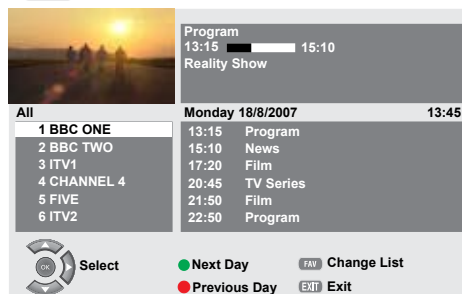 Program
13:15 15:10
Reality Show
All Monday 18/8/2007 13:45
1 BBC ONE
2 BBC TWO
3 ITV1
4 CHANNEL 4
5 FIVE
6 ITV2
13:15 Program
15:10 News
17:20 Film
20:45 TV Series
21:50 Film
22:50 Program
OK Select
Next Day
FAV Change List
Previous Day
EXIT Exit